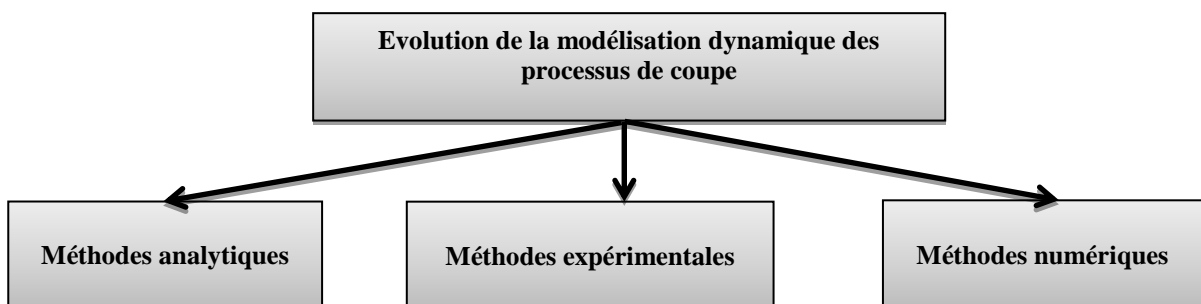 Evolution de la modélisation dynamique des
processus de coupe
Méthodes analytiques
Méthodes expérimentales
Méthodes numériques